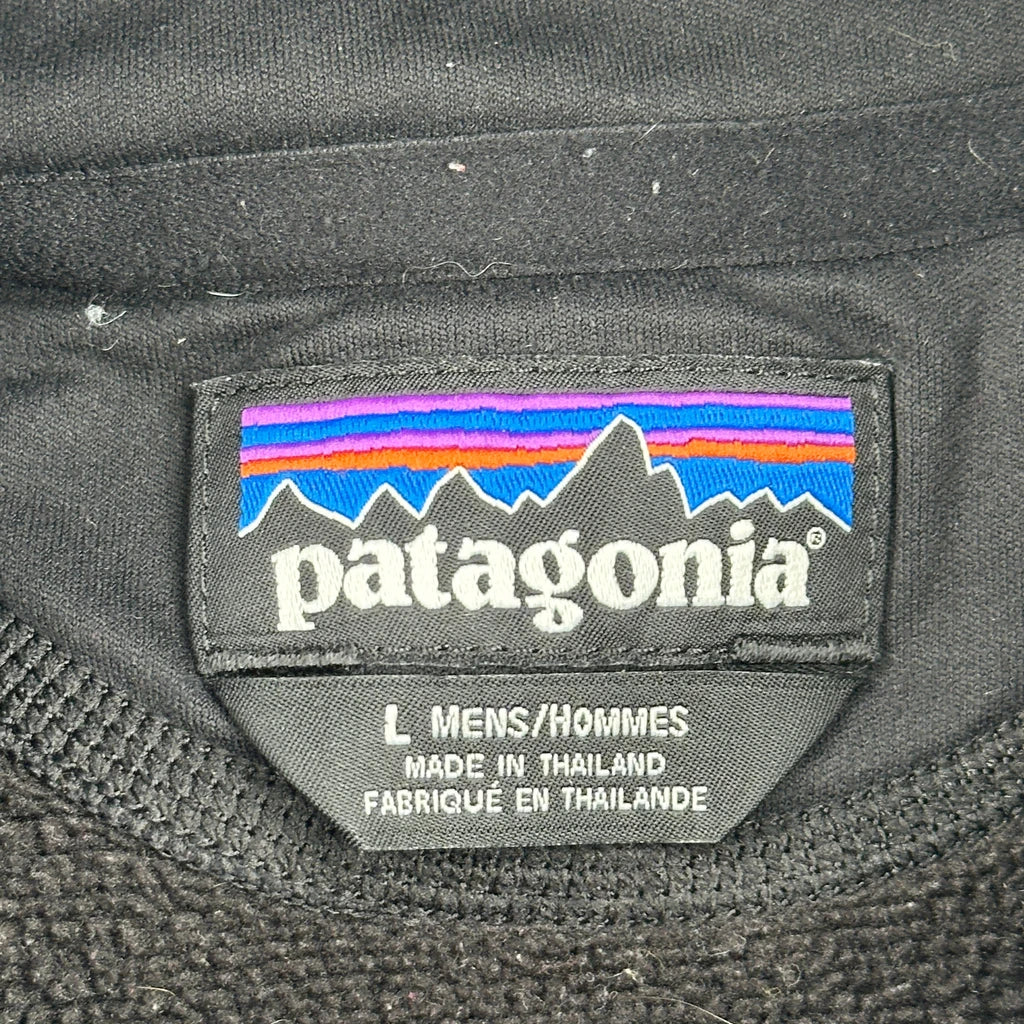 patagonia®
L MENS/HOMMES
MADE IN THAILAND
FABRIQUÉ EN THAILANDE